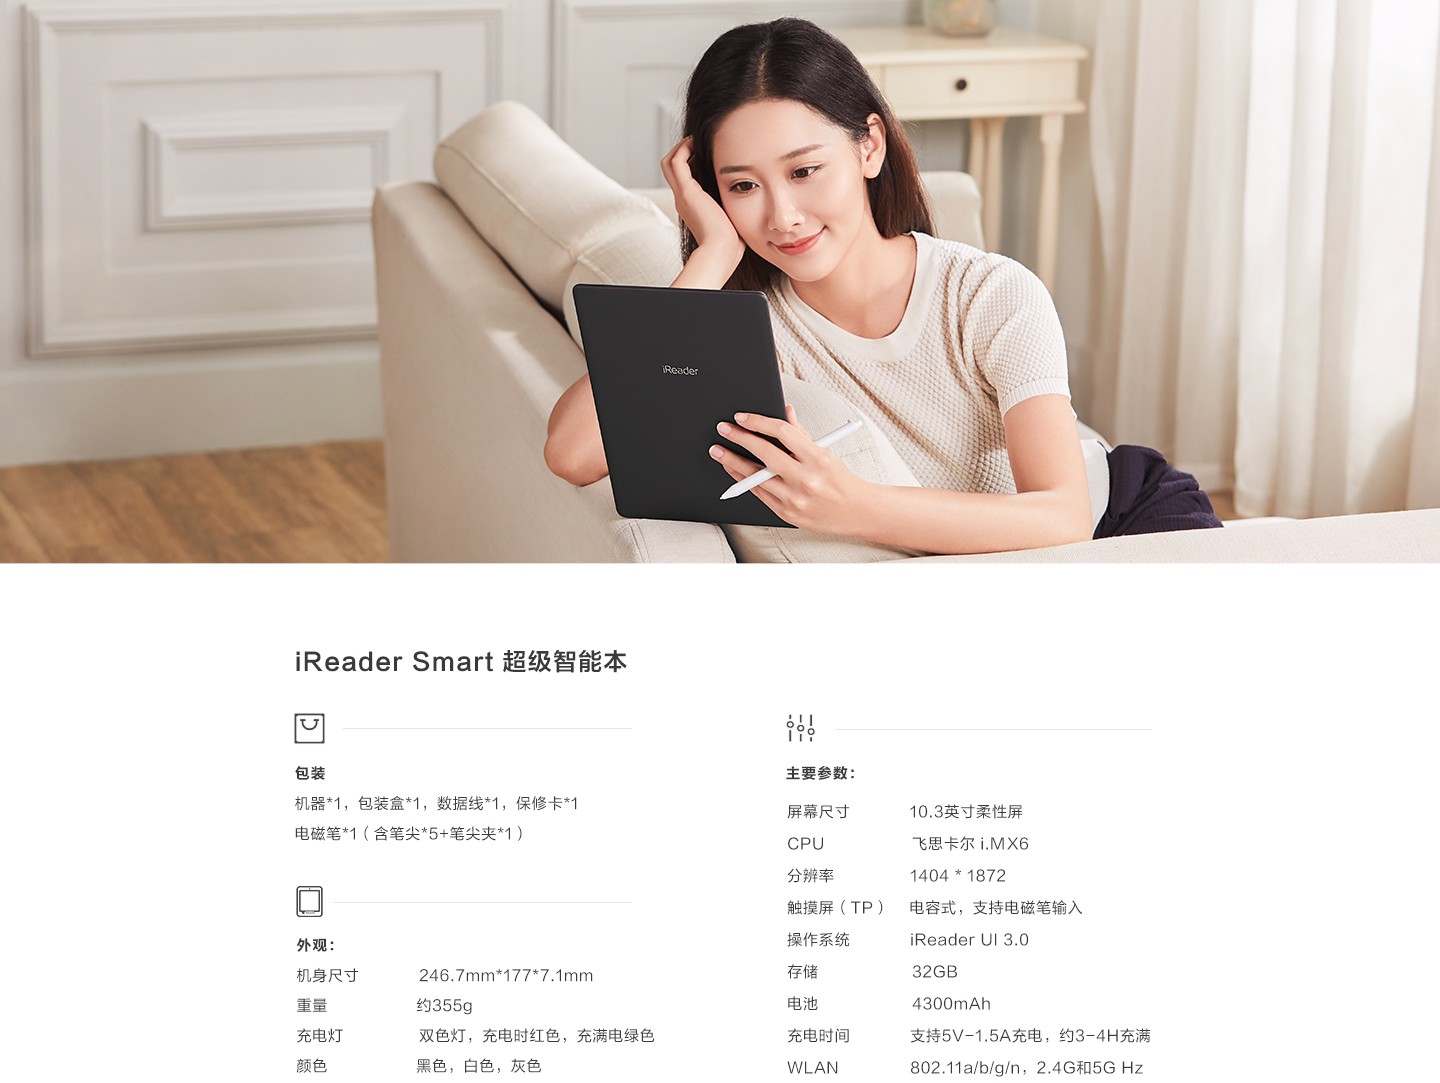 iReader
iReader Smart 超级智能本
包装
机器*1，包装盒*1，数据线*1，保修卡*1
电磁笔*1（含笔尖*5+笔尖夹*1）
外观：
机身尺寸 246.7mm*177*7.1mm
重量 约355g
充电灯 双色灯，充电时红色，充满电绿色
颜色 黑色，白色，灰色
主要参数：
屏幕尺寸 10.3英寸柔性屏
CPU 飞思卡尔 i.MX6
分辨率 1404 * 1872
触摸屏（TP） 电容式，支持电磁笔输入
操作系统 iReader UI 3.0
存储 32GB
电池 4300mAh
充电时间 支持5V-1.5A充电，约3-4H充满
WLAN 802.11a/b/g/n，2.4G和5G Hz